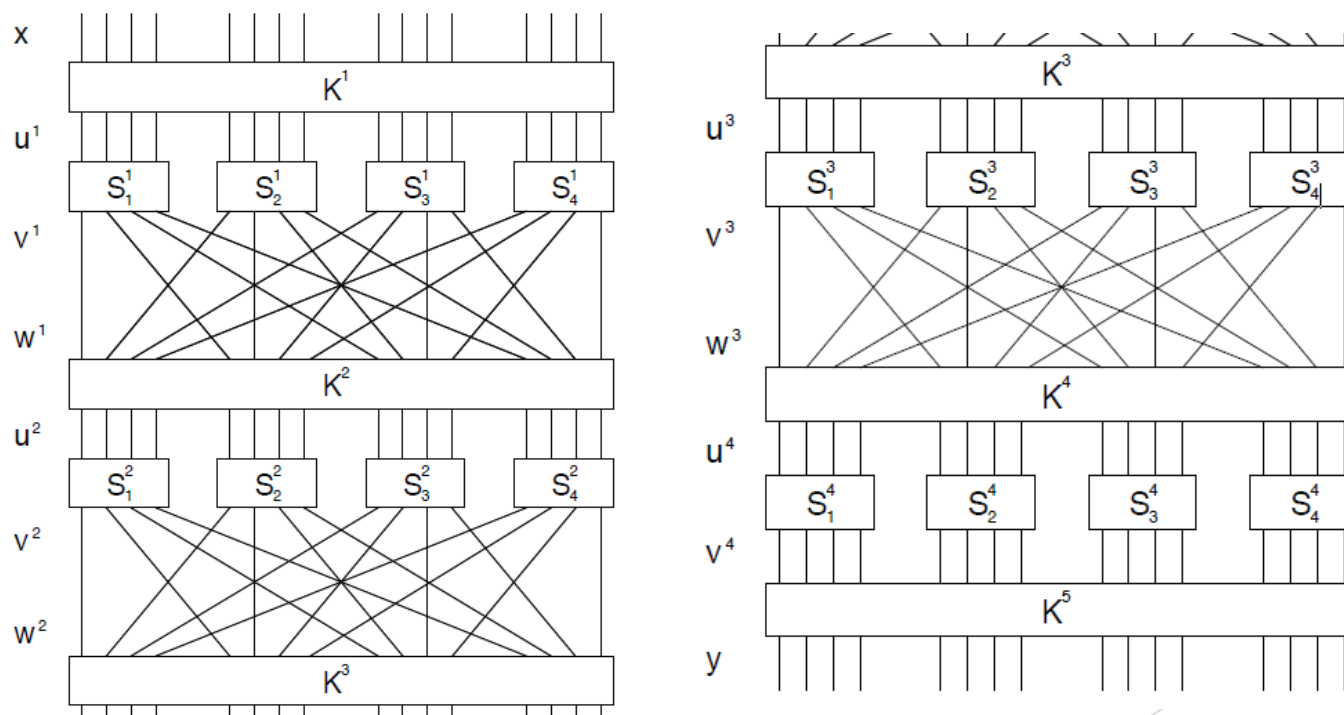 x
K¹
u¹
S₁¹ S₂¹ S₃¹ S₄¹
v¹
w¹
K²
u²
S₁² S₂² S₃² S₄²
v²
w²
K³
K³
u³
S₁³ S₂³ S₃³ S₄³
v³
w³
K⁴
u⁴
S₁⁴ S₂⁴ S₃⁴ S₄⁴
v⁴
K⁵
y